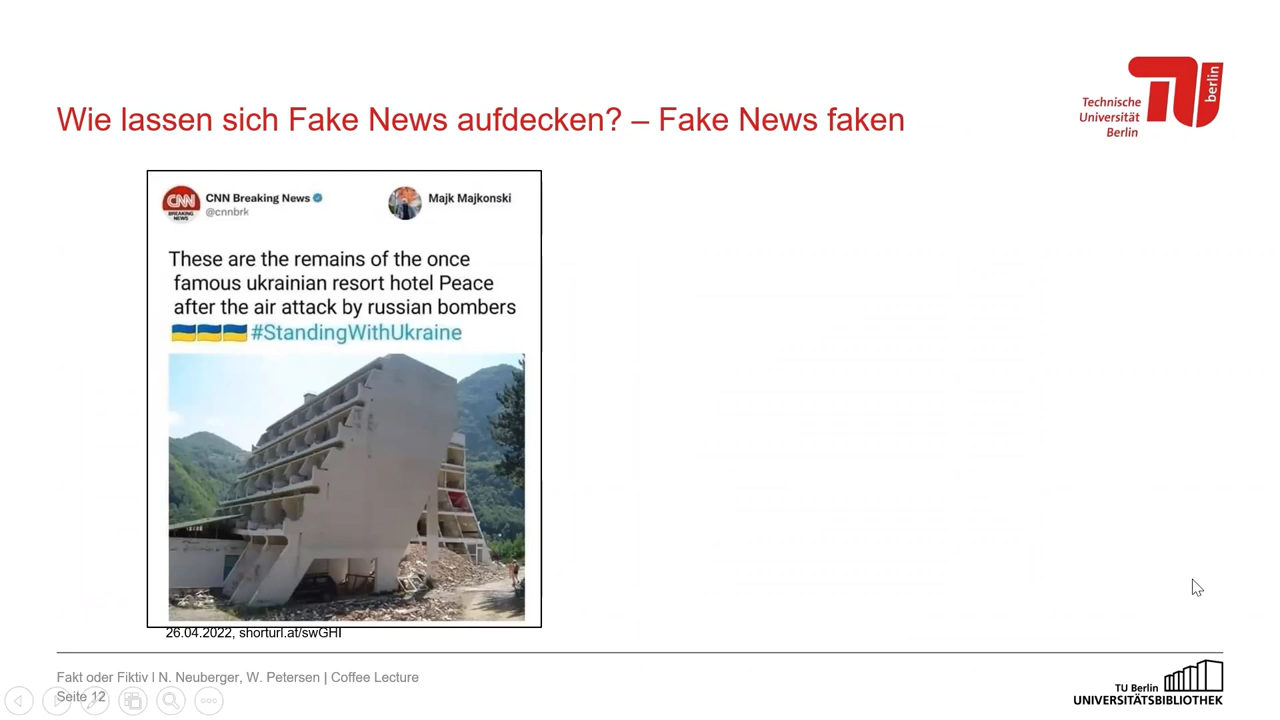 Wie lassen sich Fake News aufdecken? – Fake News faken
Technische
Universität
Berlin
berlin
CNN Breaking News
@cnnbrk
CNN
BREAKING
NEWS
Majk Majkonski
These are the remains of the once
famous ukrainian resort hotel Peace
after the air attack by russian bombers
#StandingWithUkraine
26.04.2022, shorturl.at/swGHI
Fakt oder Fiktiv I N. Neuberger, W. Petersen | Coffee Lecture
Seite 12
TU Berlin
UNIVERSITÄTSBIBLIOTHEK